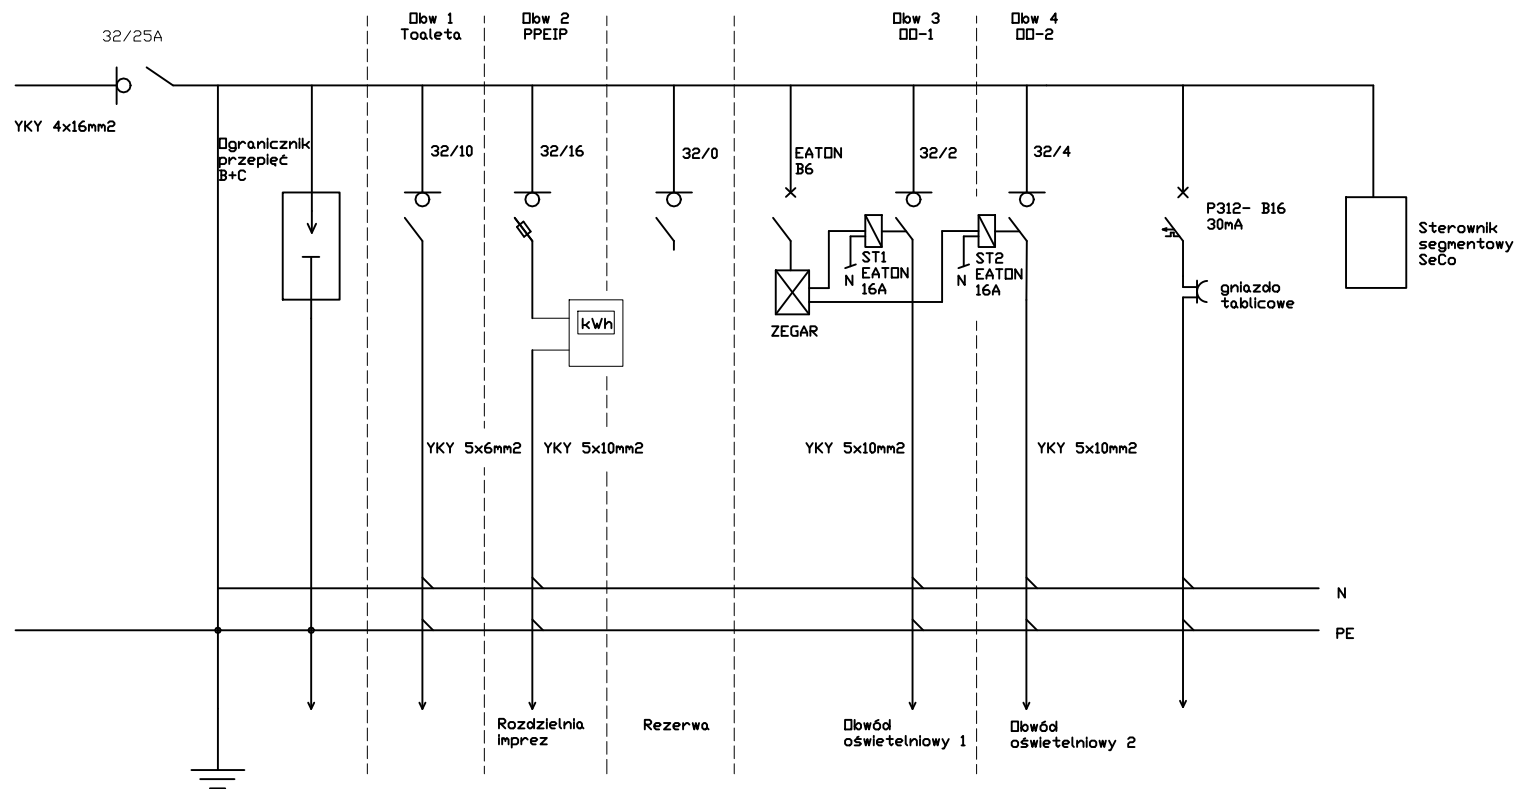 32/25A
YKY 4x16mm2
Ogranicznik
przepięć
B+C
Obw 1
Toaleta
32/10
YKY 5x6mm2
Obw 2
PPEIP
32/16
kWh
YKY 5x10mm2
Rozdzielnia
imprez
32/0
Rezerwa
EATON
B6
ZEGAR
Obw 3
OO-1
32/2
ST1
EATON
16A
N
YKY 5x10mm2
Obwód
oświetelniowy 1
Obw 4
OO-2
32/4
ST2
EATON
16A
N
YKY 5x10mm2
Obwód
oświetelniowy 2
P312- B16
30mA
gniazdo
tablicowe
Sterownik
segmentowy
SeCo
N
PE